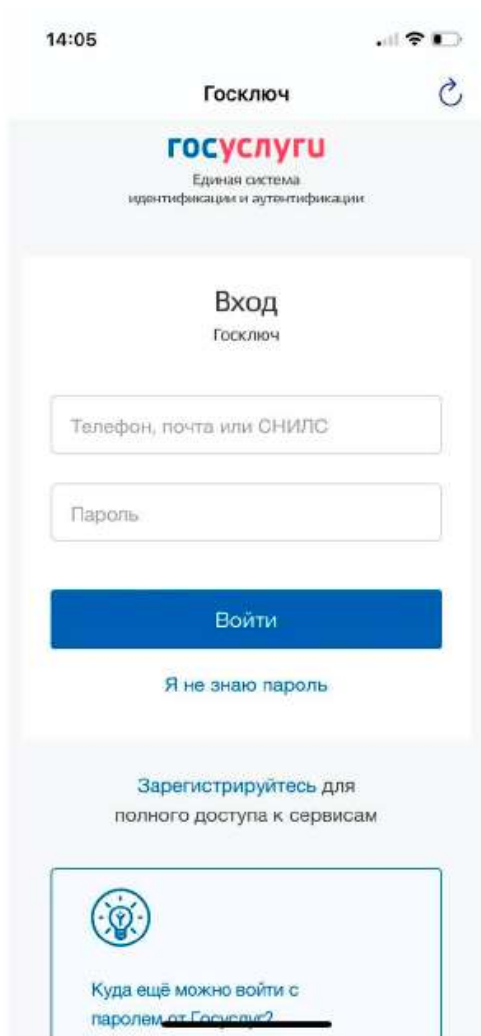 14:05
Госключ
госуслуги
Единая система
идентификации и аутентификации
Вход
Госключ
Телефон, почта или СНИЛС
Пароль
Войти
Я не знаю пароль
Зарегистрируйтесь для
полного доступа к сервисам
Куда ещё можно войти с
паролем от Госуслуг?